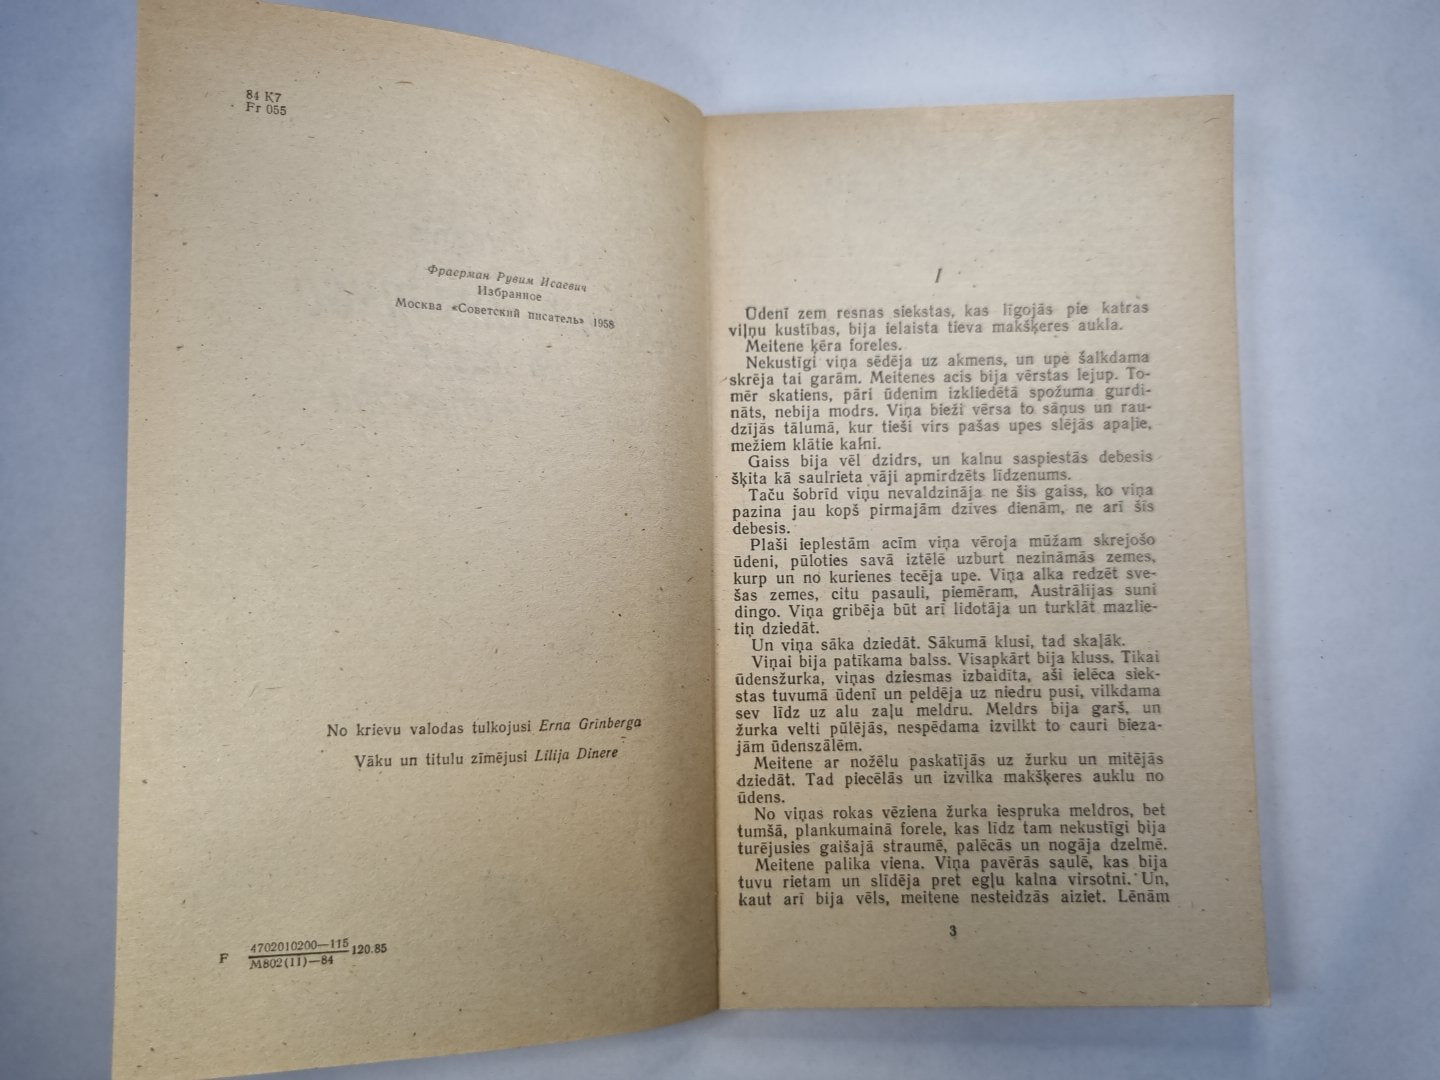 84 K7
Fr 055
Фраерман Рувим Исаевич
Избранное
Москва «Советский писатель» 1958
No krievu valodas tulkojusi Erna Grīnberga
Vāku un titulu zīmējusi Lilija Dinere
F 4702010200—115 120.85
M802(11)—84
I
Ūdenī zem resnas siekstas, kas līgojās pie katras
viļņu kustības, bija ielaista tieva makšķeres aukla.
Meitene ķēra foreles.
Nekustīgi viņa sēdēja uz akmens, un upe šalkdama
skrēja tai garām. Meitenes acis bija vērstas lejup. To-
mēr skatiens, pāri ūdenim izkliedētā spožuma gurdi-
nāts, nebija modrs. Viņa bieži vērsa to sāņus un rau-
dzījās tālumā, kur tieši virs pašas upes slējās apaļie,
mežiem klātie kalni.
Gaiss bija vēl dzidrs, un kalnu saspiestās debesis
šķita kā saulrieta vāji apmirdzēts līdzenums.
Taču šobrīd viņu nevaldzināja ne šis gaiss, ko viņa
pazina jau kopš pirmajām dzīves dienām, ne arī šīs
debesis.
Plaši ieplestām acīm viņa vēroja mūžam skrejošo
ūdeni, pūloties savā iztēlē uzburt nezināmās zemes,
kurp un no kurienes tecēja upe. Viņa alka redzēt sve-
šas zemes, citu pasauli, piemēram, Austrālijas suni
dingo. Viņa gribēja būt arī lidotāja un turklāt mazlie-
tiņ dziedāt.
Un viņa sāka dziedāt. Sākumā klusi, tad skaļāk.
Viņai bija patīkama balss. Visapkārt bija kluss. Tikai
ūdensžurka, viņas dziesmas izbaidīta, aši ielēca siek-
stas tuvumā ūdenī un peldēja uz niedru pusi, vilkdama
sev līdz uz alu zaļu meldru. Meldrs bija garš, un
žurka velti pūlējās, nespēdama izvilkt to cauri bieza-
jām ūdenszālēm.
Meitene ar nožēlu paskatījās uz žurku un mitējās
dziedāt. Tad piecēlās un izvilka makšķeres auklu no
ūdens.
No viņas rokas vēziena žurka iespruka meldros, bet
tumšā, plankumainā forele, kas līdz tam nekustīgi bija
turējusies gaišajā straumē, palēcās un nogāja dzelmē.
Meitene palika viena. Viņa pavērās saulē, kas bija
tuvu rietam un slīdēja pret egļu kalna virsotni. Un,
kaut arī bija vēls, meitene nesteidzās aiziet. Lēnām
3